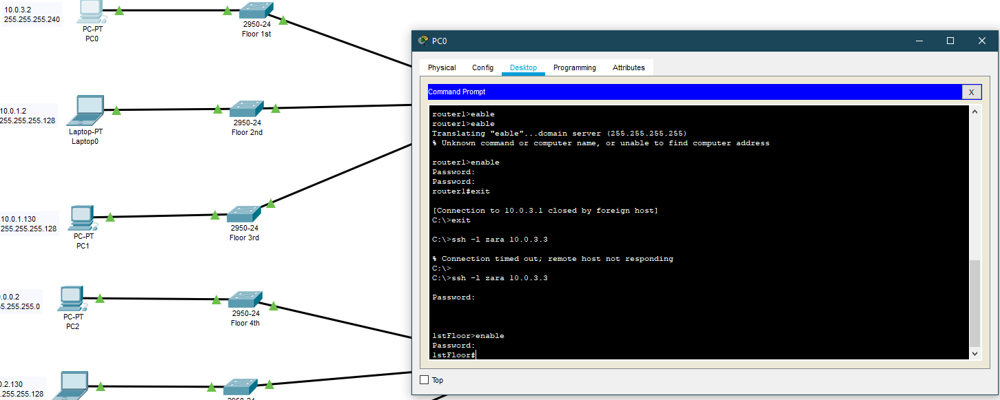 10.0.3.2
255.255.255.240
PC-PT
PC0
2950-24
Floor 1st
10.0.1.2
255.255.255.128
Laptop-PT
Laptop0
2950-24
Floor 2nd
10.0.1.130
255.255.255.128
PC-PT
PC1
2950-24
Floor 3rd
.0.0.2
5.255.255.0
PC-PT
PC2
2950-24
Floor 4th
0.2.130
.255.255.128
2950-24
PC0
Physical Config Desktop Programming Attributes
Command Prompt X
router1>eable
router1>eable
Translating "eable"...domain server (255.255.255.255)
% Unknown command or computer name, or unable to find computer address
router1>enable
Password:
Password:
router1#exit
[Connection to 10.0.3.1 closed by foreign host]
C:\>exit
C:\>ssh -l zara 10.0.3.3
% Connection timed out; remote host not responding
C:\>
C:\>ssh -l zara 10.0.3.3
Password:
1stFloor>enable
Password:
1stFloor#
Top